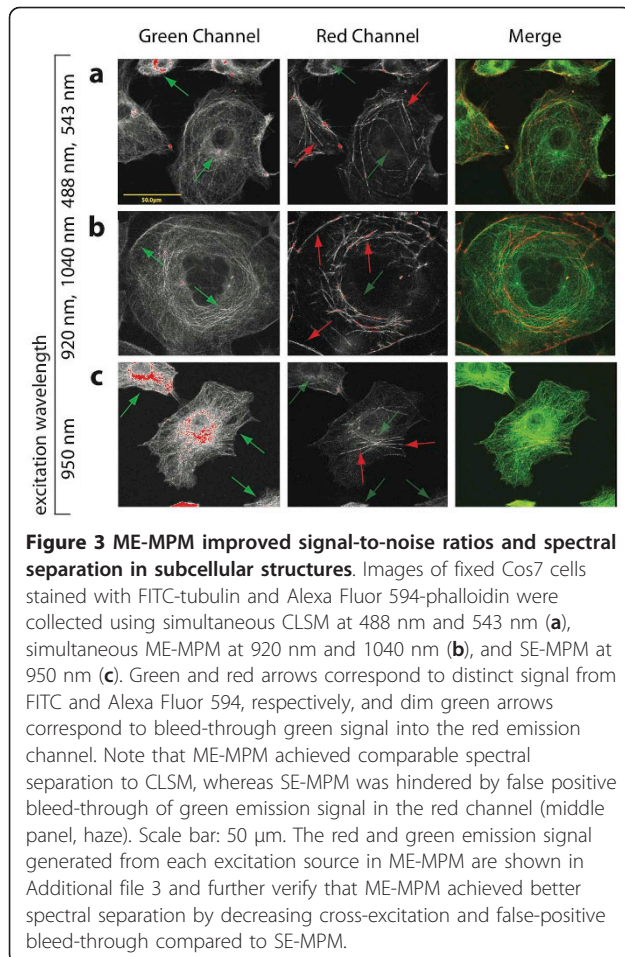 Green Channel Red Channel Merge
a
488 nm, 543 nm
50.0µm
b
920 nm, 1040 nm
c
950 nm
excitation wavelength
Figure 3 ME-MPM improved signal-to-noise ratios and spectral
separation in subcellular structures. Images of fixed Cos7 cells
stained with FITC-tubulin and Alexa Fluor 594-phalloidin were
collected using simultaneous CLSM at 488 nm and 543 nm (a),
simultaneous ME-MPM at 920 nm and 1040 nm (b), and SE-MPM at
950 nm (c). Green and red arrows correspond to distinct signal from
FITC and Alexa Fluor 594, respectively, and dim green arrows
correspond to bleed-through green signal into the red emission
channel. Note that ME-MPM achieved comparable spectral
separation to CLSM, whereas SE-MPM was hindered by false positive
bleed-through of green emission signal in the red channel (middle
panel, haze). Scale bar: 50 μm. The red and green emission signal
generated from each excitation source in ME-MPM are shown in
Additional file 3 and further verify that ME-MPM achieved better
spectral separation by decreasing cross-excitation and false-positive
bleed-through compared to SE-MPM.